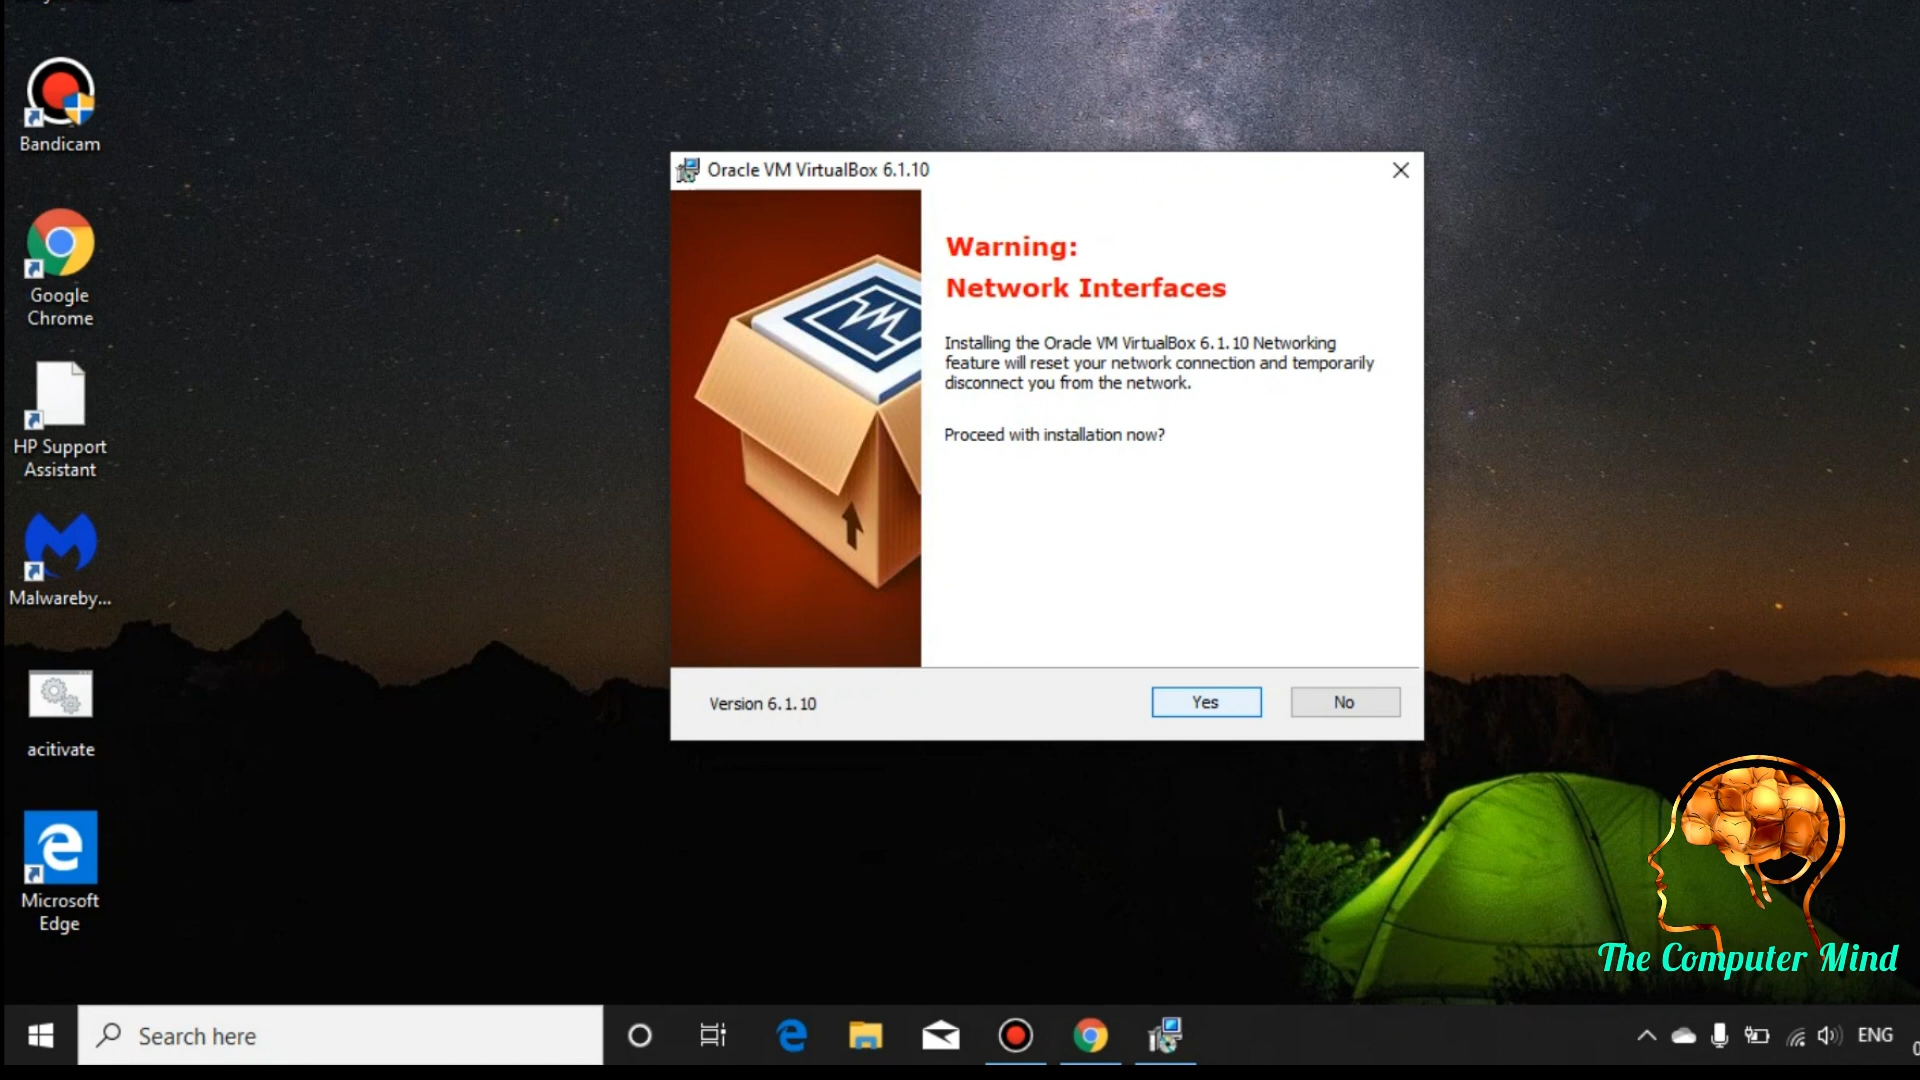 Bandicam
Google
Chrome
HP Support
Assistant
Malwareby...
acitivate
Microsoft
Edge
Oracle VM VirtualBox 6.1.10
Warning:
Network Interfaces
Installing the Oracle VM VirtualBox 6.1.10 Networking
feature will reset your network connection and temporarily
disconnect you from the network.
Proceed with installation now?
Version 6.1.10
Yes
No
The Computer Mind
Search here
ENG